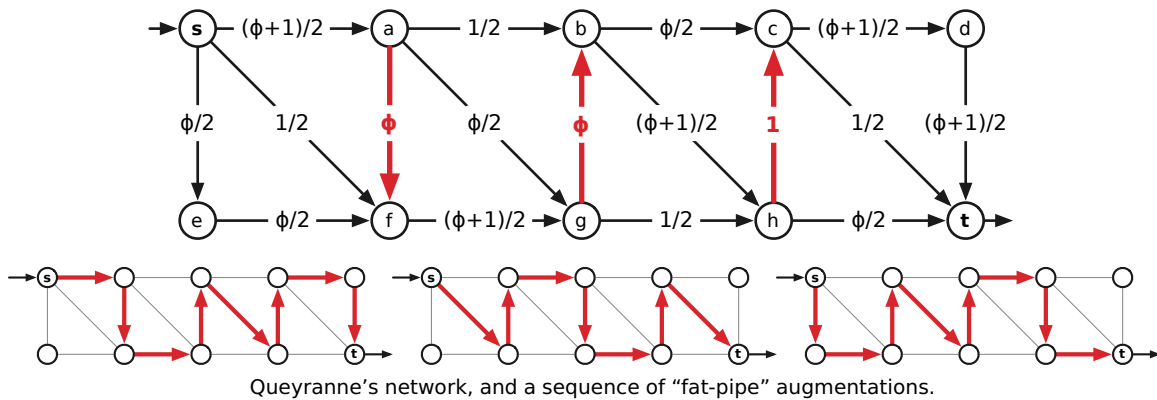 s (ϕ+1)/2 a 1/2 b ϕ/2 c (ϕ+1)/2 d
ϕ/2 1/2 ϕ ϕ/2 ϕ (ϕ+1)/2 1 1/2 (ϕ+1)/2
e ϕ/2 f (ϕ+1)/2 g 1/2 h ϕ/2 t
s s s
t t t
Queyranne’s network, and a sequence of “fat-pipe” augmentations.